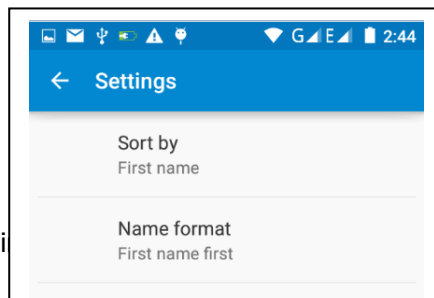 G E 2:44
Settings
Sort by
First name
Name format
First name first